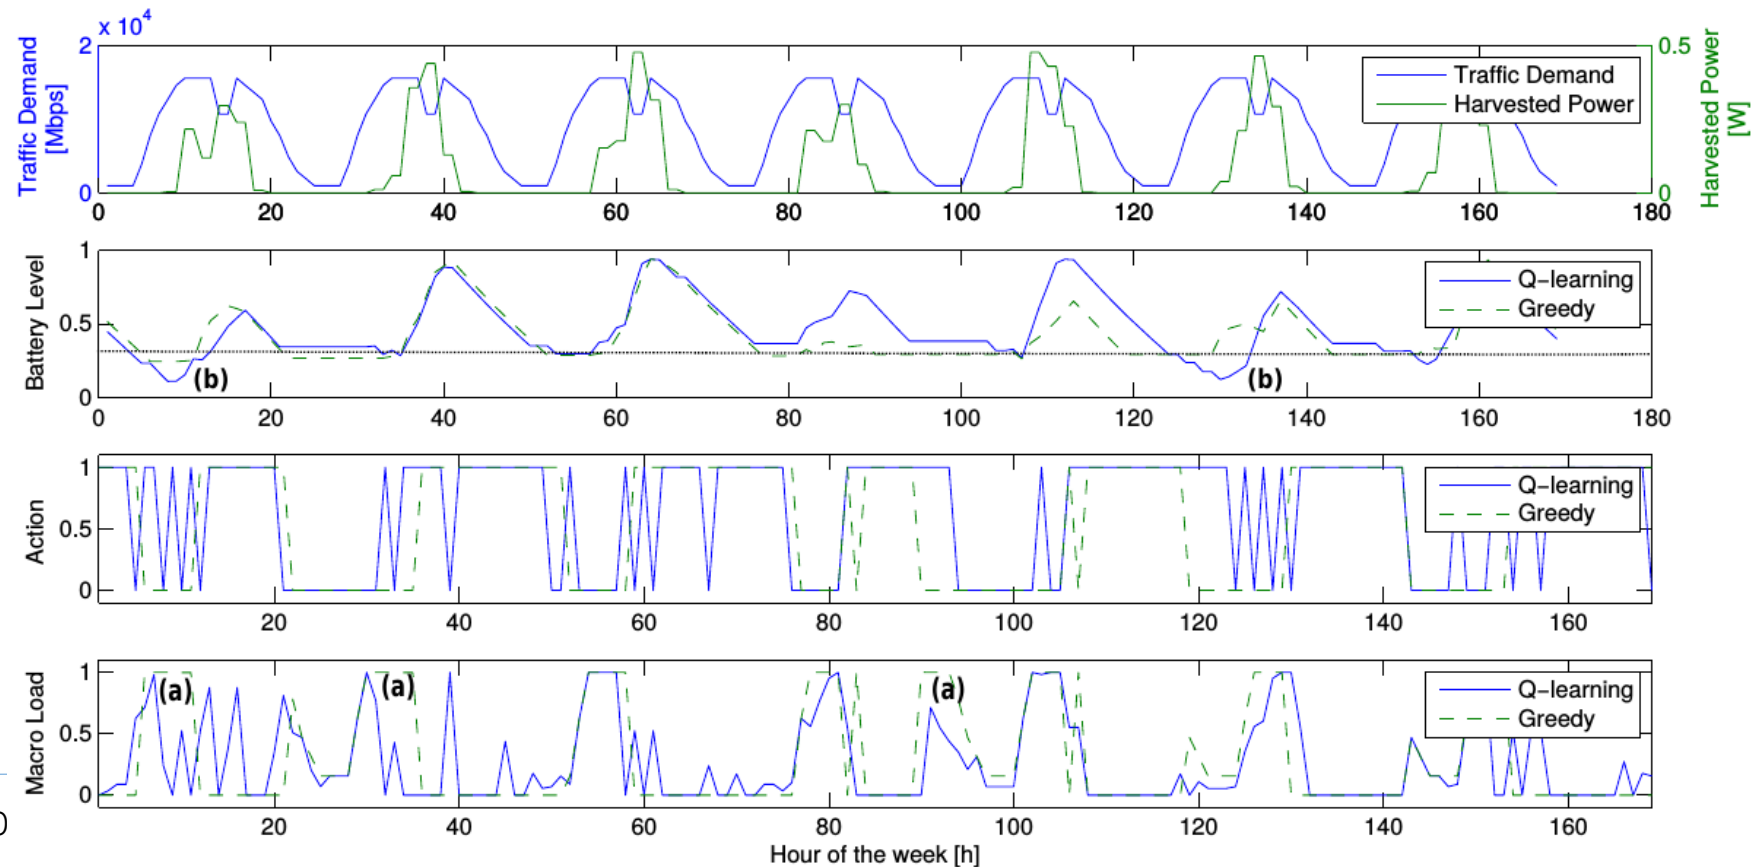 x 10⁴
Traffic Demand
[Mbps]
2
1
0
0.5
0
Harvested Power
[W]
Traffic Demand
Harvested Power
0 20 40 60 80 100 120 140 160 180
Battery Level
1
0.5
0
(b)
(b)
Q−learning
Greedy
0 20 40 60 80 100 120 140 160 180
Action
1
0.5
0
Q−learning
Greedy
20 40 60 80 100 120 140 160
Macro Load
1
0.5
0
(a)
(a)
(a)
Q−learning
Greedy
20 40 60 80 100 120 140 160
Hour of the week [h]
0